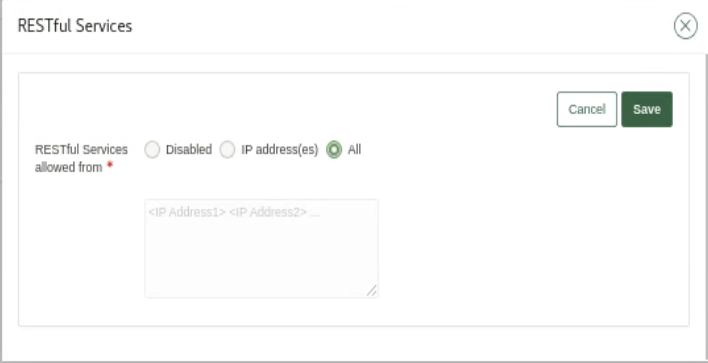 RESTful Services
Cancel Save
RESTful Services allowed from * Disabled IP address(es) All
<IP Address1> <IP Address2> ...